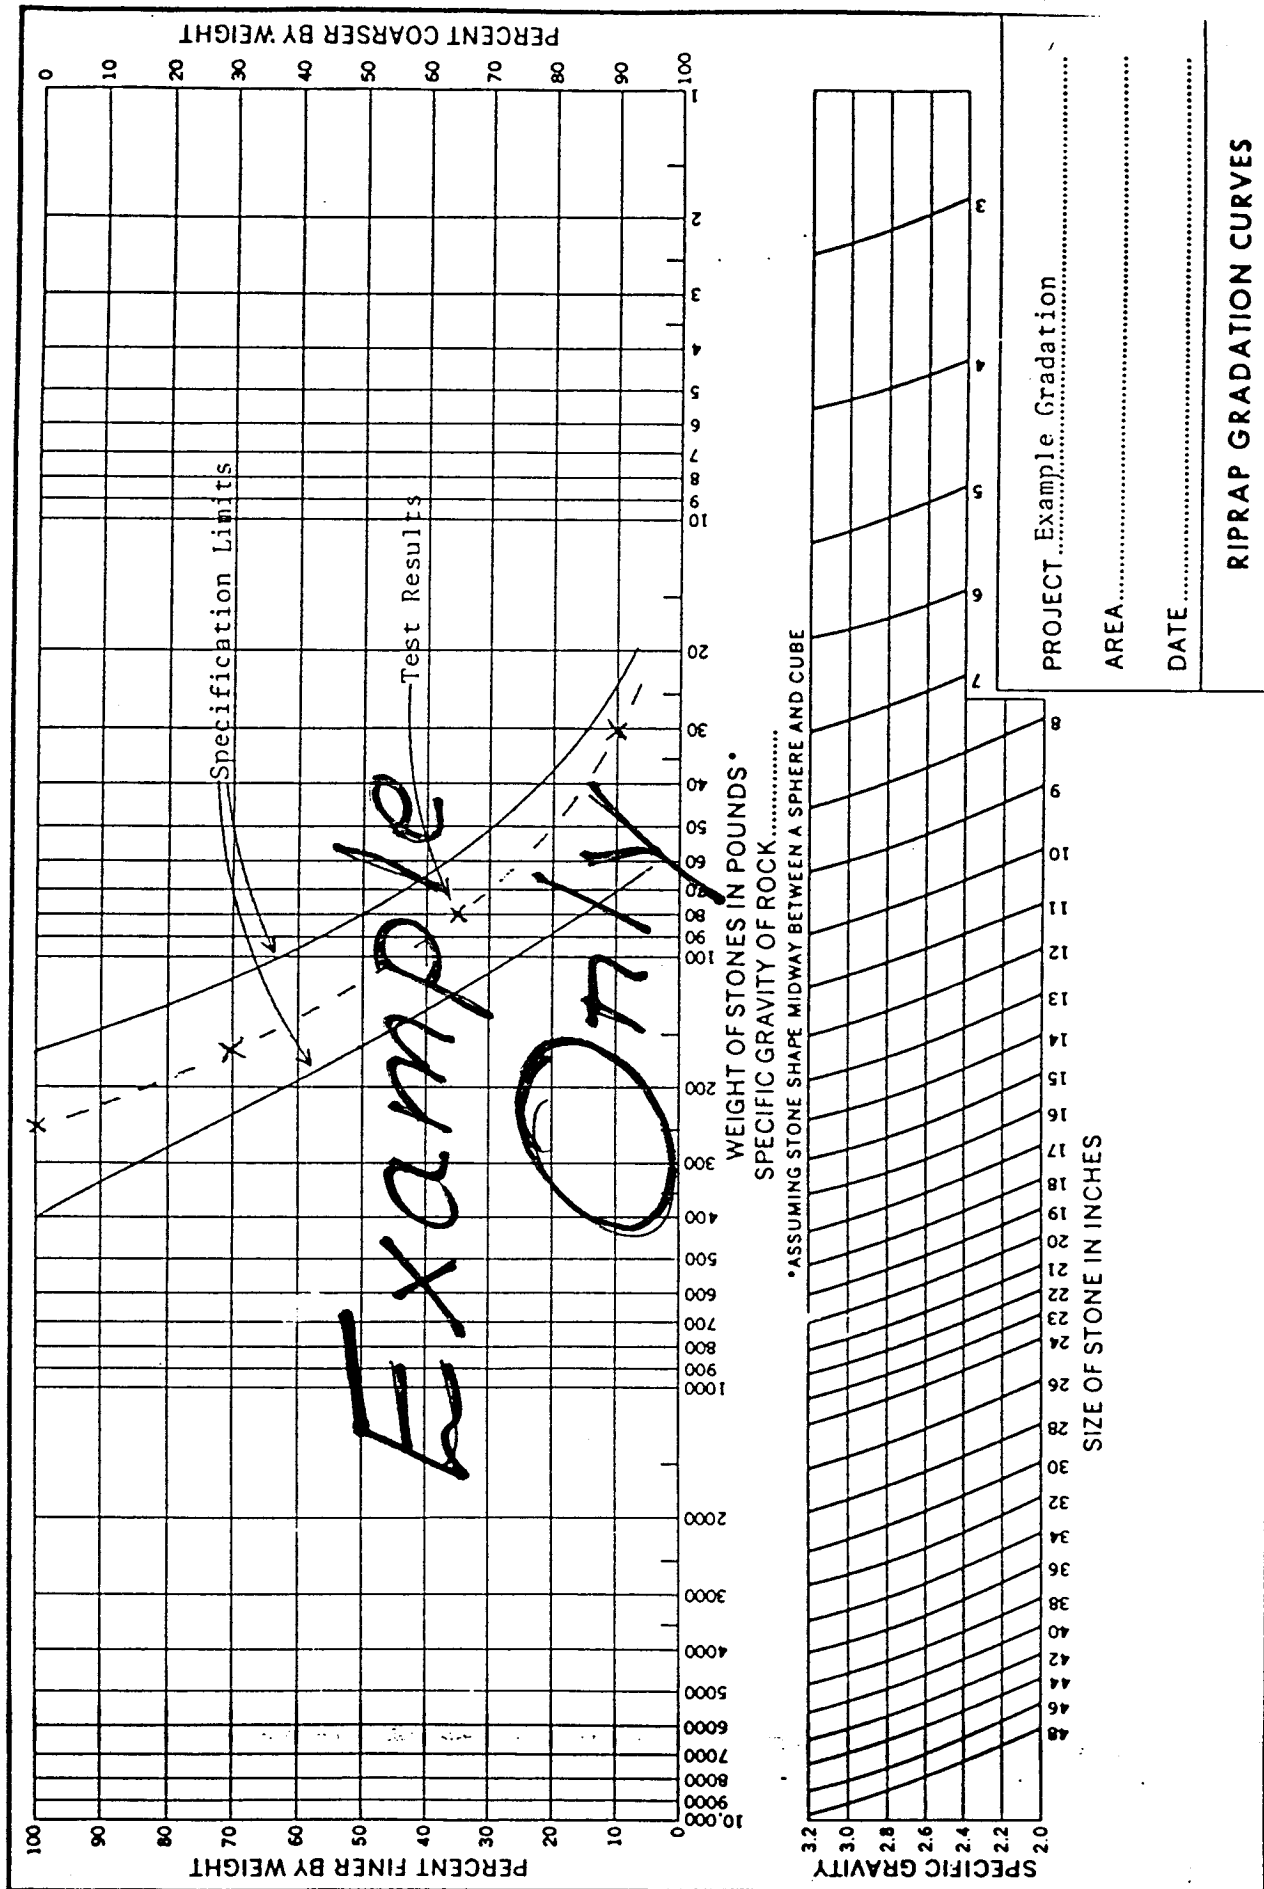 PERCENT COARSER BY WEIGHT
0 10 20 30 40 50 60 70 80 90 100
PERCENT FINER BY WEIGHT
100 90 80 70 60 50 40 30 20 10 0
10,000 9000 8000 7000 6000 5000 4000 3000 2000 1000 900 800 700 600 500 400 300 200 100 90 80 70 60 50 40 30 20 10 9 8 7 6 5 4 3 2 1
Specification Limits
Test Results
Example
Only
WEIGHT OF STONES IN POUNDS*
SPECIFIC GRAVITY OF ROCK
*ASSUMING STONE SHAPE MIDWAY BETWEEN A SPHERE AND CUBE
SPECIFIC GRAVITY
3.2 3.0 2.8 2.6 2.4 2.2 2.0
48 46 44 42 40 38 36 34 32 30 28 26 24 23 22 21 20 19 18 17 16 15 14 13 12 11 10 9 8 7 6 5 4 3
SIZE OF STONE IN INCHES
PROJECT Example Gradation
AREA
DATE
RIPRAP GRADATION CURVES